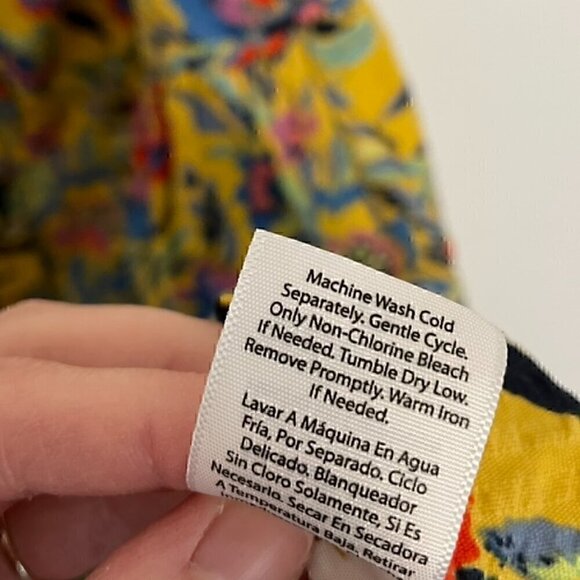 Machine Wash Cold
Separately. Gentle Cycle.
Only Non-Chlorine Bleach
If Needed. Tumble Dry Low.
Remove Promptly. Warm Iron
If Needed.
Lavar A Máquina En Agua
Fría, Por Separado. Ciclo
Delicado. Blanqueador
Sin Cloro Solamente, Si Es
Necesario. Secar En Secadora
A Temperatura Baja. Retirar